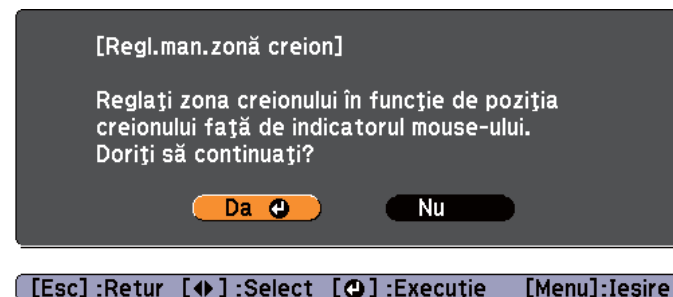 [Regl.man.zonă creion]
Reglaţi zona creionului în funcţie de poziţia
creionului faţă de indicatorul mouse-ului.
Doriţi să continuaţi?
Da Nu
[Esc] :Retur [◆] :Select [↵] :Execuţie [Menu]:Iesire